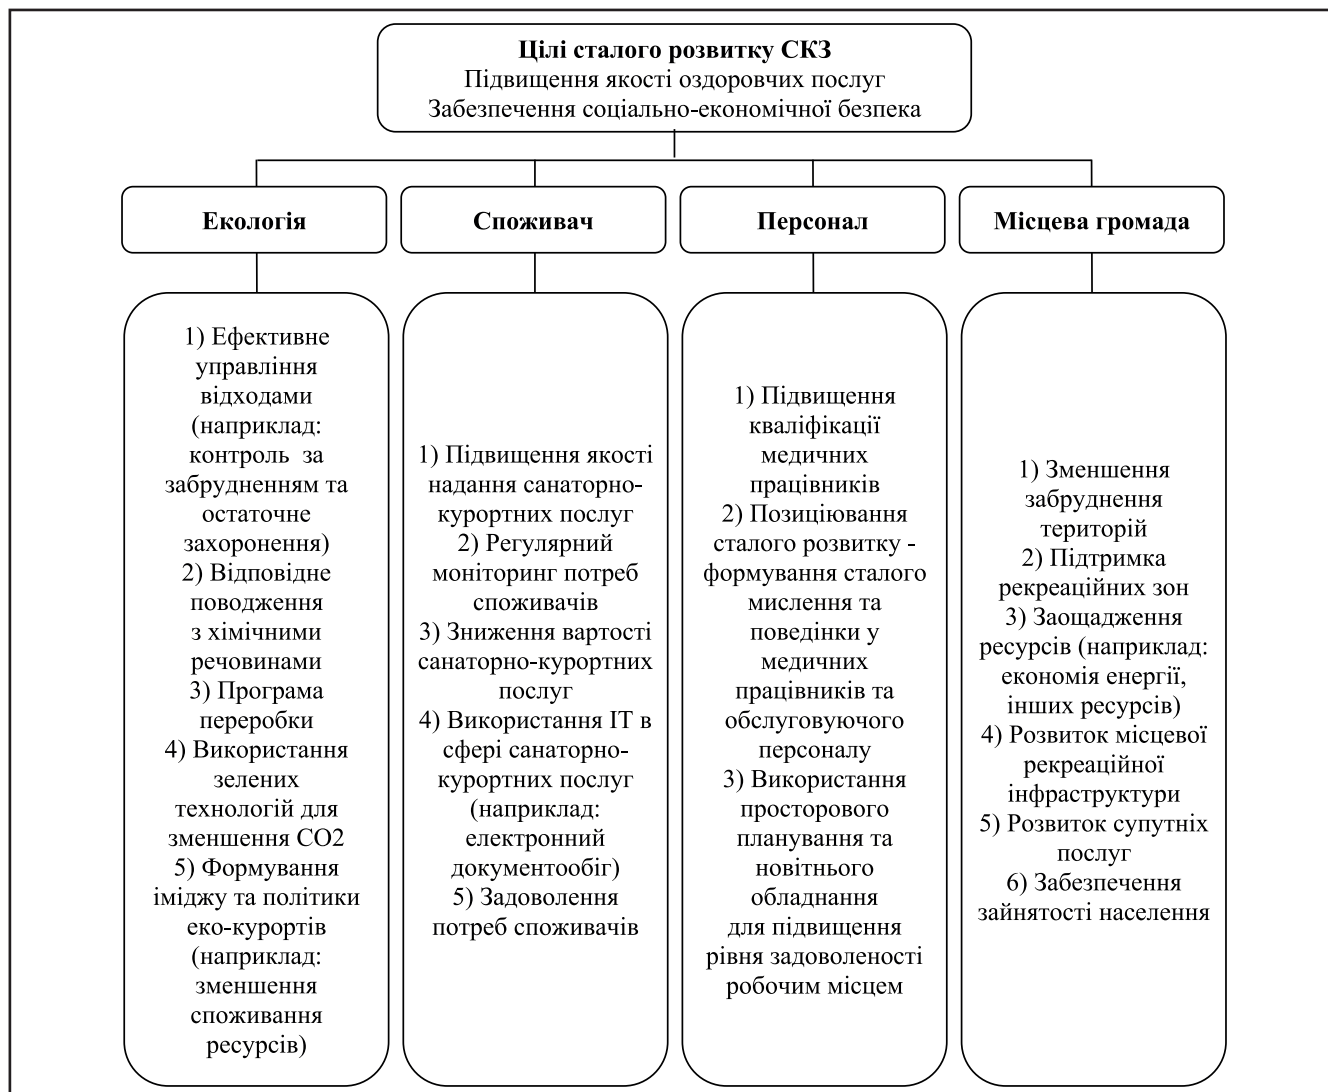 Цілі сталого розвитку СКЗ
Підвищення якості оздоровчих послуг
Забезпечення соціально-економічної безпека
Екологія
Споживач
Персонал
Місцева громада
1) Ефективне
управління
відходами
(наприклад:
контроль за
забрудненням та
остаточне
захоронення)
2) Відповідне
поводження
з хімічними
речовинами
3) Програма
переробки
4) Використання
зелених
технологій для
зменшення СО2
5) Формування
іміджу та політики
еко-курортів
(наприклад:
зменшення
споживання
ресурсів)
1) Підвищення якості
надання санаторно-
курортних послуг
2) Регулярний
моніторинг потреб
споживачів
3) Зниження вартості
санаторно-курортних
послуг
4) Використання ІТ в
сфері санаторно-
курортних послуг
(наприклад:
електронний
документообіг)
5) Задоволення
потреб споживачів
1) Підвищення
кваліфікації
медичних
працівників
2) Позиціювання
сталого розвитку -
формування сталого
мислення та
поведінки у
медичних
працівників та
обслуговуючого
персоналу
3) Використання
просторового
планування та
новітнього
обладнання
для підвищення
рівня задоволеності
робочим місцем
1) Зменшення
забруднення
територій
2) Підтримка
рекреаційних зон
3) Заощадження
ресурсів (наприклад:
економія енергії,
інших ресурсів)
4) Розвиток місцевої
рекреаційної
інфраструктури
5) Розвиток супутніх
послуг
6) Забезпечення
зайнятості населення